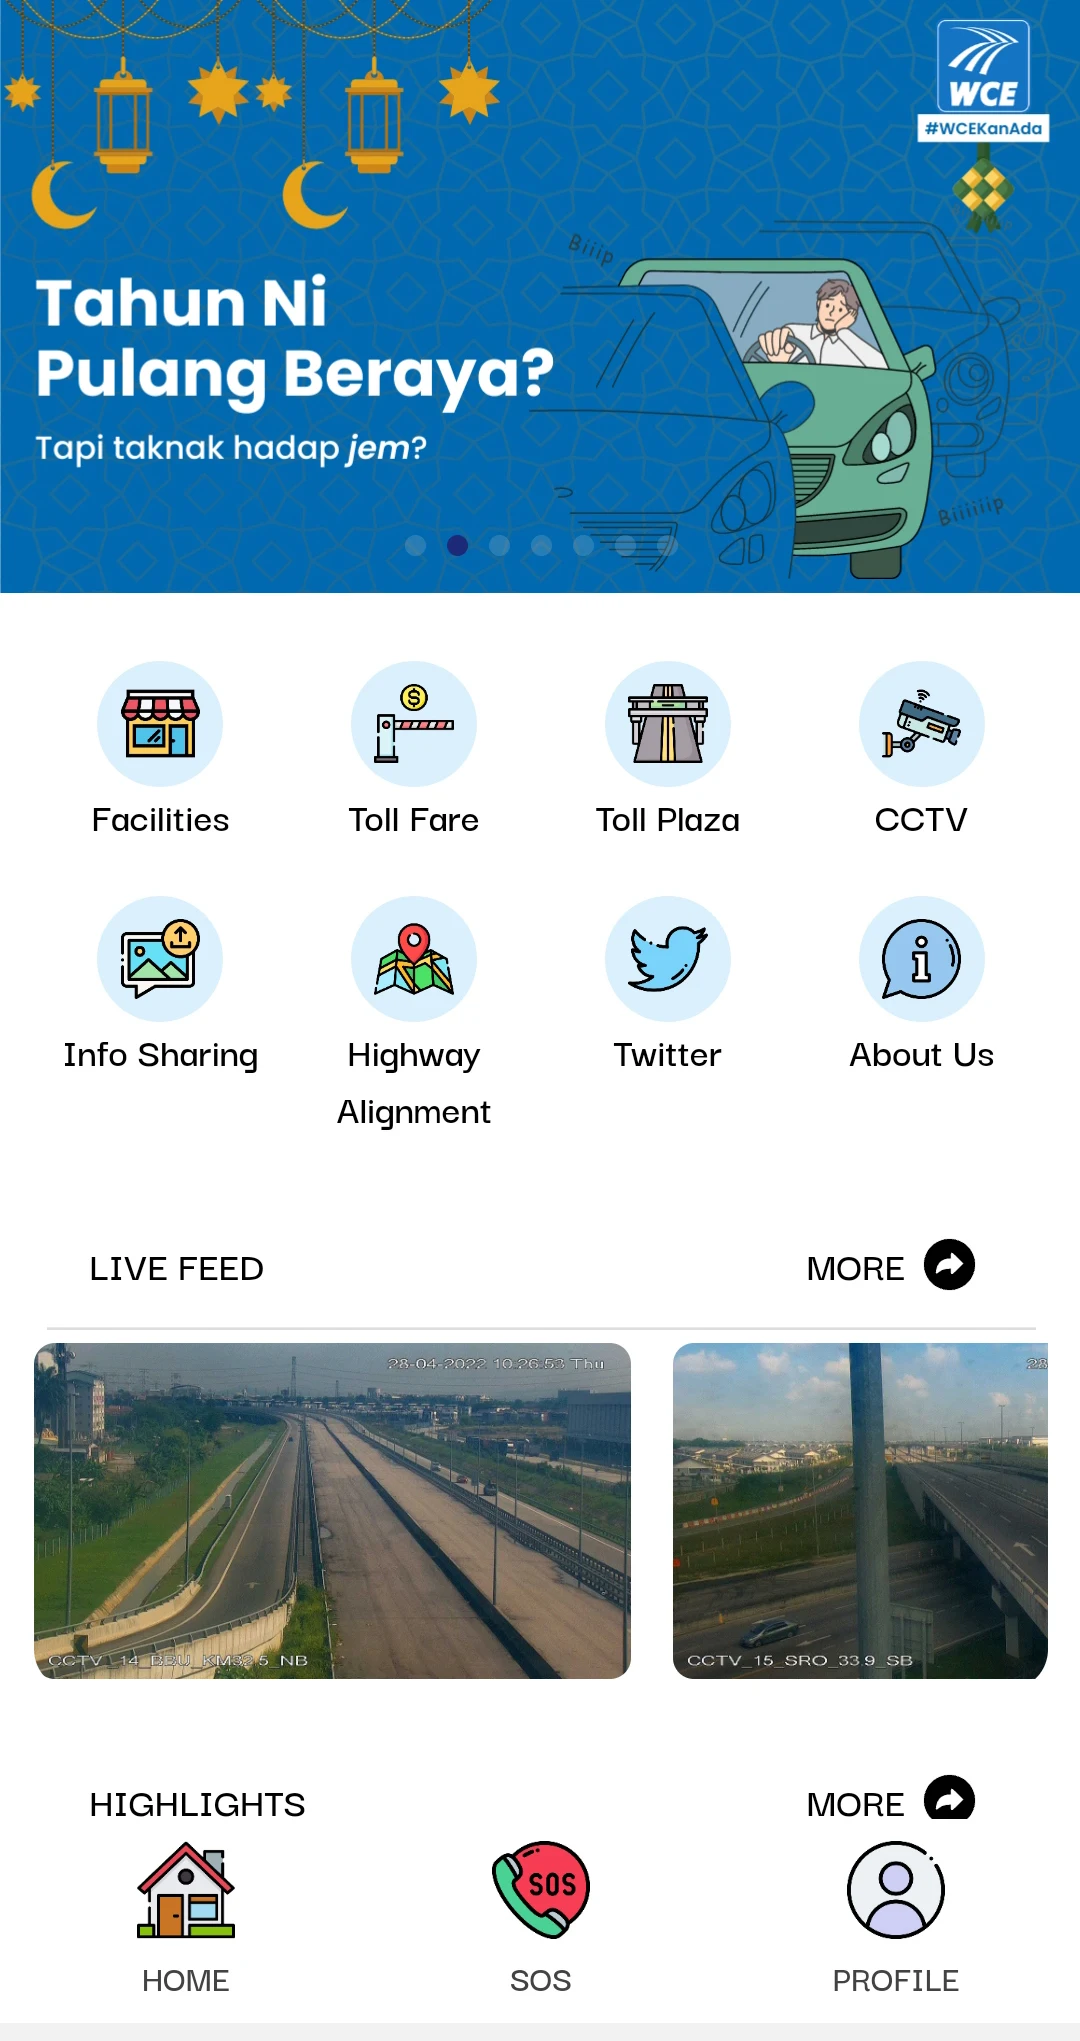 WCE
#WCEKanAda
Biiip
Tahun Ni
Pulang Beraya?
Tapi taknak hadap jem?
Biiiiiip
Facilities
Toll Fare
Toll Plaza
CCTV
Info Sharing
Highway
Alignment
Twitter
About Us
LIVE FEED
MORE
28-04-2022 10:26:53 Thu
28
CCTV_14_BBU_KM32.5_NB
CCTV_15_SRO_33.9_SB
HIGHLIGHTS
MORE
SOS
HOME
SOS
PROFILE